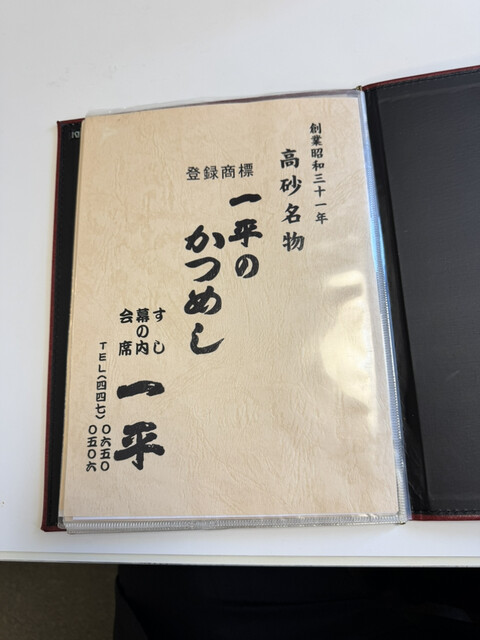 創業昭和三十一年
高砂名物
登録商標
一平の
かつめし
すし
幕の内
会席
一平
TEL(四四七)〇六五〇
〇五〇六